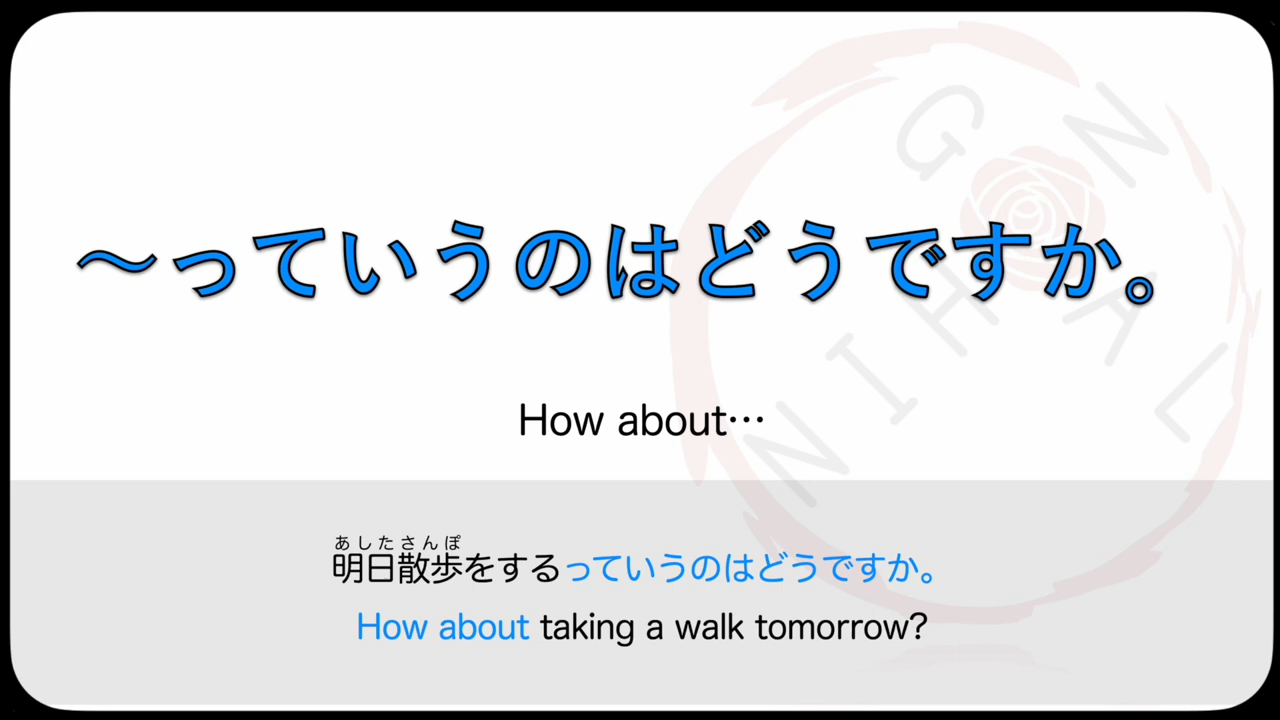 ～っていうのはどうですか。
How about…
あしたさんぽ
明日散歩をするっていうのはどうですか。
How about taking a walk tomorrow?
NIHONGAL